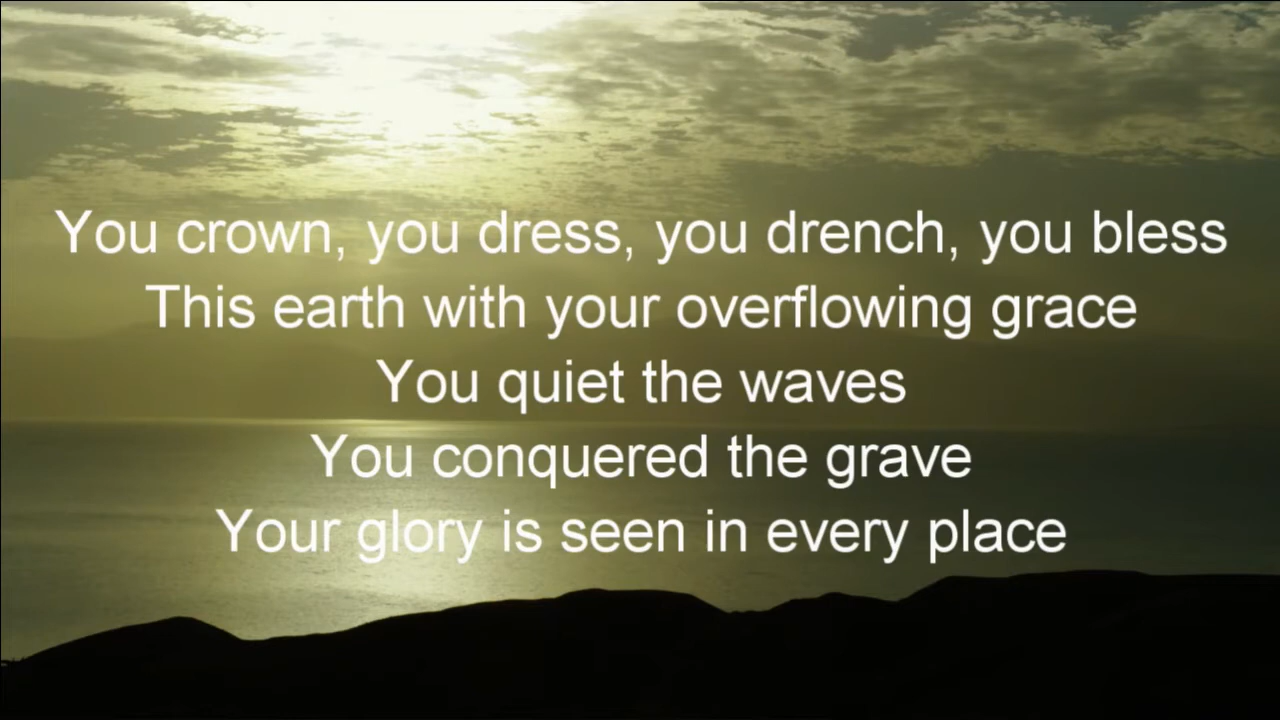 You crown, you dress, you drench, you bless
This earth with your overflowing grace
You quiet the waves
You conquered the grave
Your glory is seen in every place